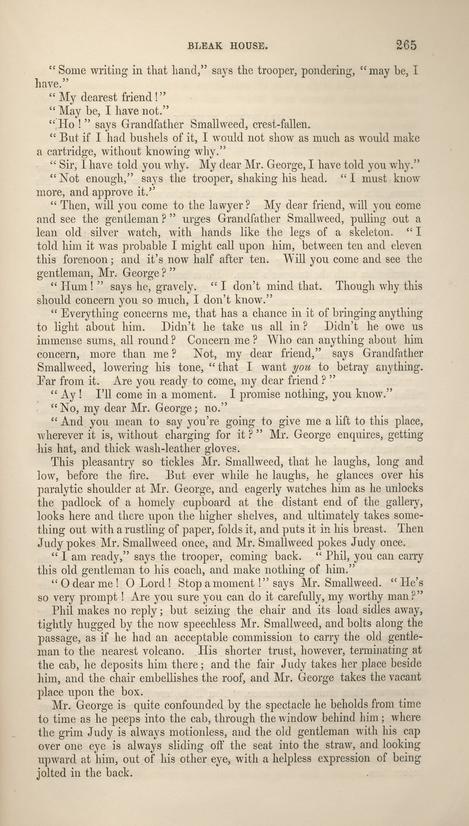 BLEAK HOUSE. 265
"Some writing in that hand," says the trooper, pondering, "may be, I
have."
"My dearest friend!"
"May be, I have not."
"Ho!" says Grandfather Smallweed, crest-fallen.
"But if I had bushels of it, I would not show as much as would make
a cartridge, without knowing why."
"Sir, I have told you why. My dear Mr. George, I have told you why."
"Not enough," says the trooper, shaking his head. "I must know
more, and approve it."
"Then, will you come to the lawyer? My dear friend, will you come
and see the gentleman?" urges Grandfather Smallweed, pulling out a
lean old silver watch, with hands like the legs of a skeleton. "I
told him it was probable I might call upon him, between ten and eleven
this forenoon; and it's now half after ten. Will you come and see the
gentleman, Mr. George?"
"Hum!" says he, gravely. "I don't mind that. Though why this
should concern you so much, I don't know."
"Everything concerns me, that has a chance in it of bringing anything
to light about him. Didn't he take us all in? Didn't he owe us
immense sums, all round? Concern me? Who can anything about him
concern, more than me? Not, my dear friend," says Grandfather
Smallweed, lowering his tone, "that I want you to betray anything.
Far from it. Are you ready to come, my dear friend?"
"Ay! I'll come in a moment. I promise nothing, you know."
"No, my dear Mr. George; no."
"And you mean to say you're going to give me a lift to this place,
wherever it is, without charging for it?" Mr. George enquires, getting
his hat, and thick wash-leather gloves.
This pleasantry so tickles Mr. Smallweed, that he laughs, long and
low, before the fire. But ever while he laughs, he glances over his
paralytic shoulder at Mr. George, and eagerly watches him as he unlocks
the padlock of a homely cupboard at the distant end of the gallery,
looks here and there upon the higher shelves, and ultimately takes some-
thing out with a rustling of paper, folds it, and puts it in his breast. Then
Judy pokes Mr. Smallweed once, and Mr. Smallweed pokes Judy once.
"I am ready," says the trooper, coming back. "Phil, you can carry
this old gentleman to his coach, and make nothing of him."
"O dear me! O Lord! Stop a moment!" says Mr. Smallweed. "He's
so very prompt! Are you sure you can do it carefully, my worthy man?"
Phil makes no reply; but seizing the chair and its load sidles away,
tightly hugged by the now speechless Mr. Smallweed, and bolts along the
passage, as if he had an acceptable commission to carry the old gentle-
man to the nearest volcano. His shorter trust, however, terminating at
the cab, he deposits him there; and the fair Judy takes her place beside
him, and the chair embellishes the roof, and Mr. George takes the vacant
place upon the box.
Mr. George is quite confounded by the spectacle he beholds from time
to time as he peeps into the cab, through the window behind him; where
the grim Judy is always motionless, and the old gentleman with his cap
over one eye is always sliding off the seat into the straw, and looking
upward at him, out of his other eye, with a helpless expression of being
jolted in the back.